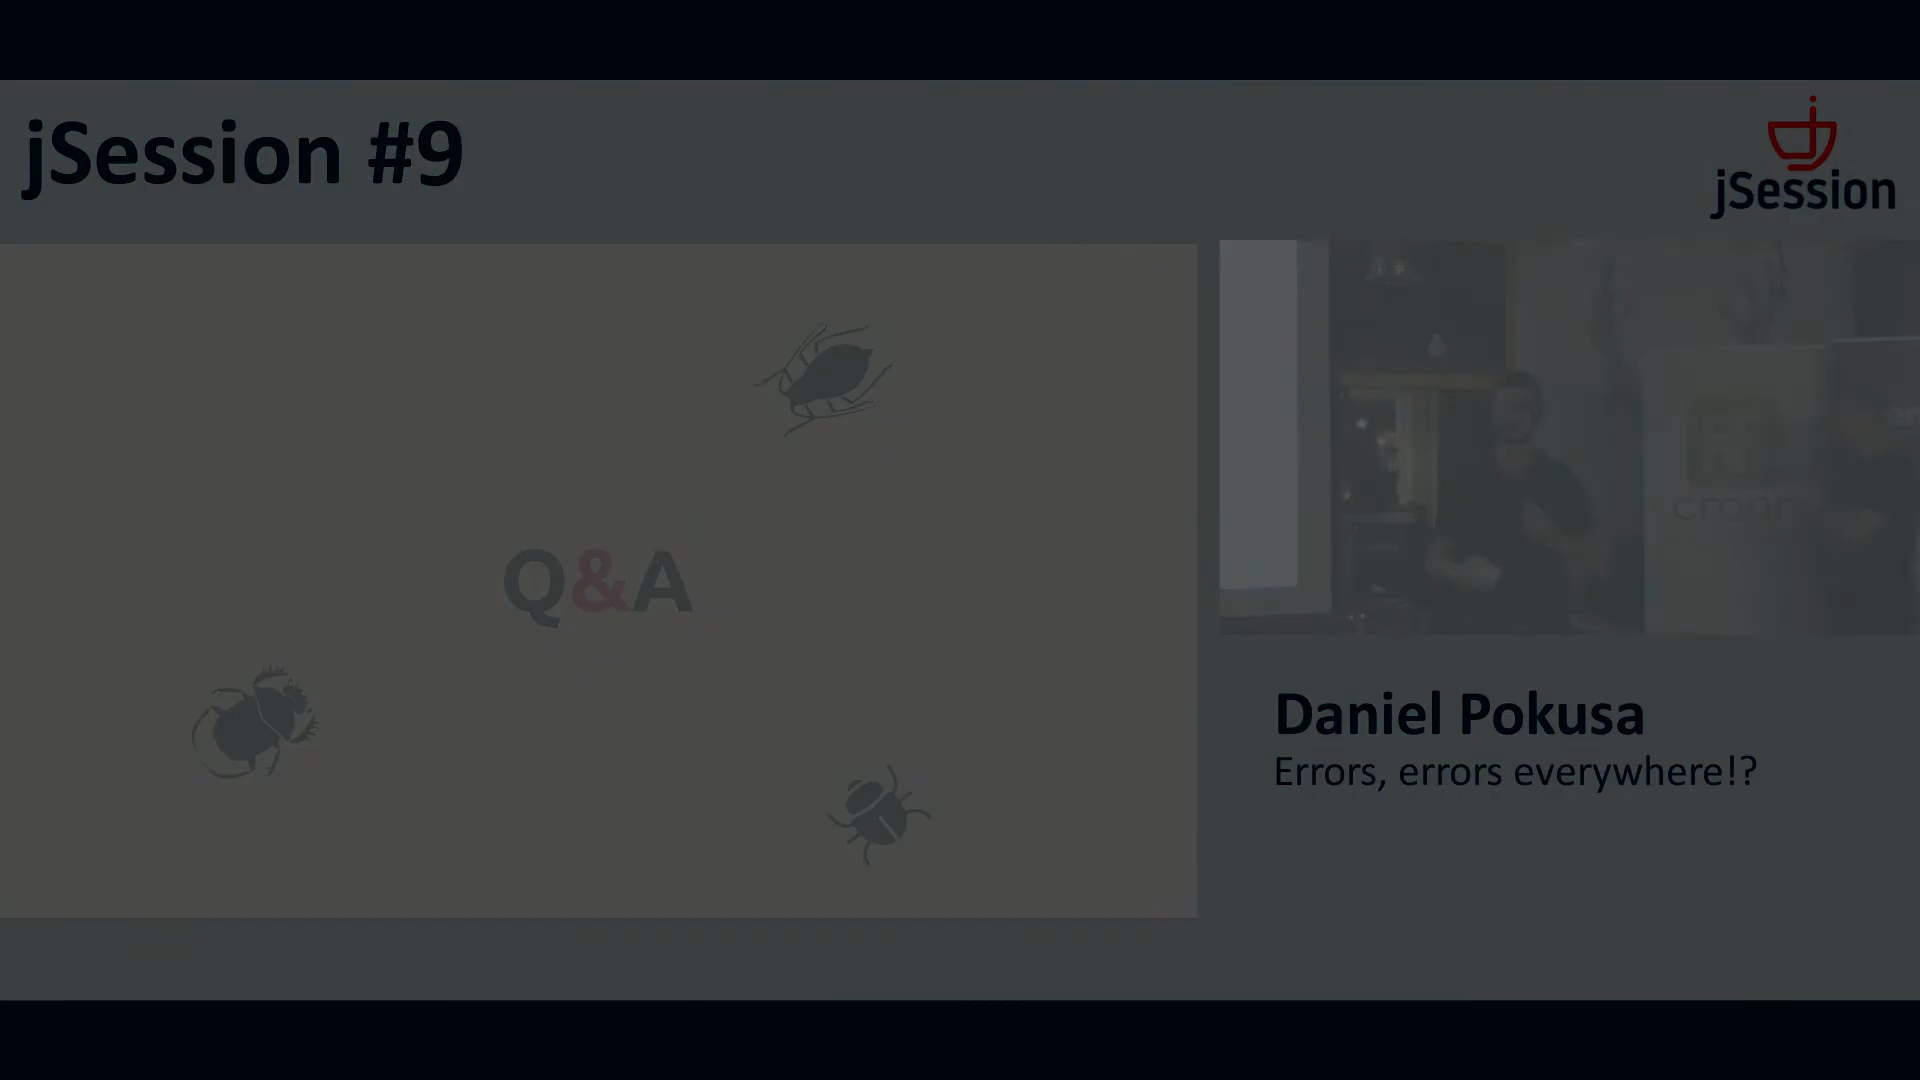 jSession #9
jSession
Q&A
Daniel Pokusa
Errors, errors everywhere!?